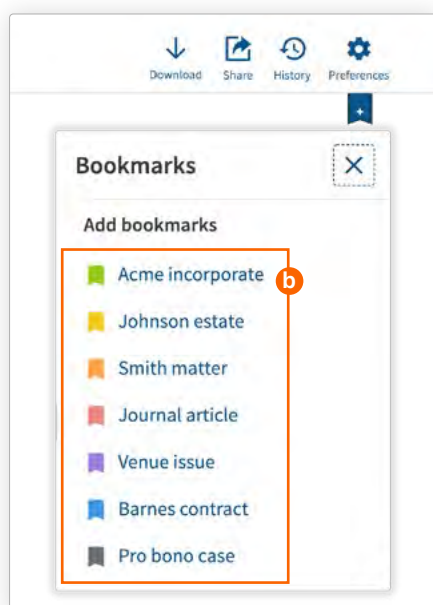 Download Share History Preferences
+
Bookmarks
Add bookmarks
Acme incorporate
b
Johnson estate
Smith matter
Journal article
Venue issue
Barnes contract
Pro bono case